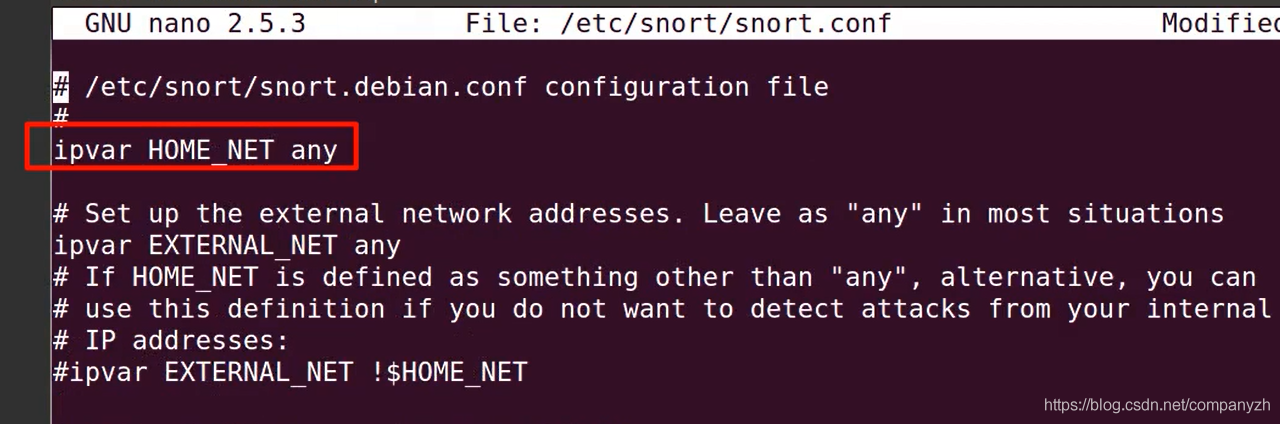 GNU nano 2.5.3 File: /etc/snort/snort.conf Modified
# /etc/snort/snort.debian.conf configuration file
#
ipvar HOME_NET any
# Set up the external network addresses. Leave as "any" in most situations
ipvar EXTERNAL_NET any
# If HOME_NET is defined as something other than "any", alternative, you can
# use this definition if you do not want to detect attacks from your internal
# IP addresses:
#ipvar EXTERNAL_NET !$HOME_NET
https://blog.csdn.net/companyzh